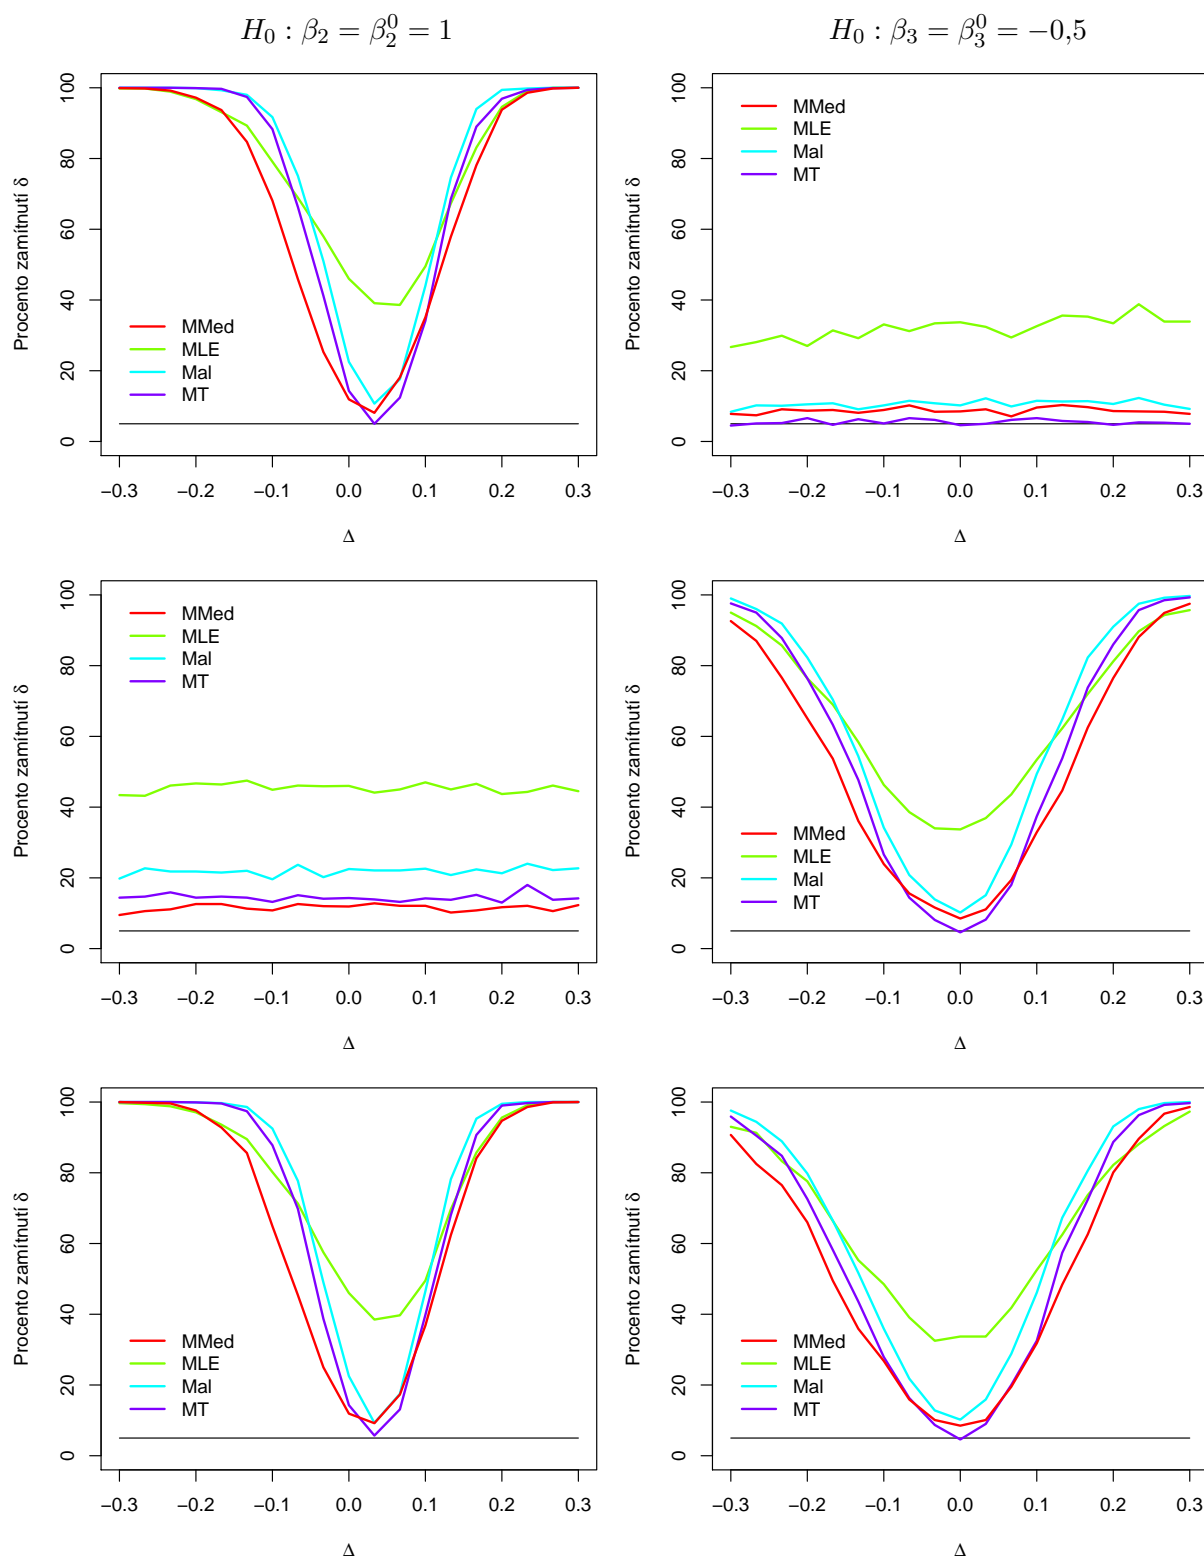 H₀ : β₂ = β₂⁰ = 1
H₀ : β₃ = β₃⁰ = −0,5
Procento zamítnutí δ
100
80
60
40
20
0
MMed
MLE
Mal
MT
−0.3 −0.2 −0.1 0.0 0.1 0.2 0.3
Δ
Procento zamítnutí δ
100
80
60
40
20
0
MMed
MLE
Mal
MT
−0.3 −0.2 −0.1 0.0 0.1 0.2 0.3
Δ
Procento zamítnutí δ
100
80
60
40
20
0
MMed
MLE
Mal
MT
−0.3 −0.2 −0.1 0.0 0.1 0.2 0.3
Δ
Procento zamítnutí δ
100
80
60
40
20
0
MMed
MLE
Mal
MT
−0.3 −0.2 −0.1 0.0 0.1 0.2 0.3
Δ
Procento zamítnutí δ
100
80
60
40
20
0
MMed
MLE
Mal
MT
−0.3 −0.2 −0.1 0.0 0.1 0.2 0.3
Δ
Procento zamítnutí δ
100
80
60
40
20
0
MMed
MLE
Mal
MT
−0.3 −0.2 −0.1 0.0 0.1 0.2 0.3
Δ